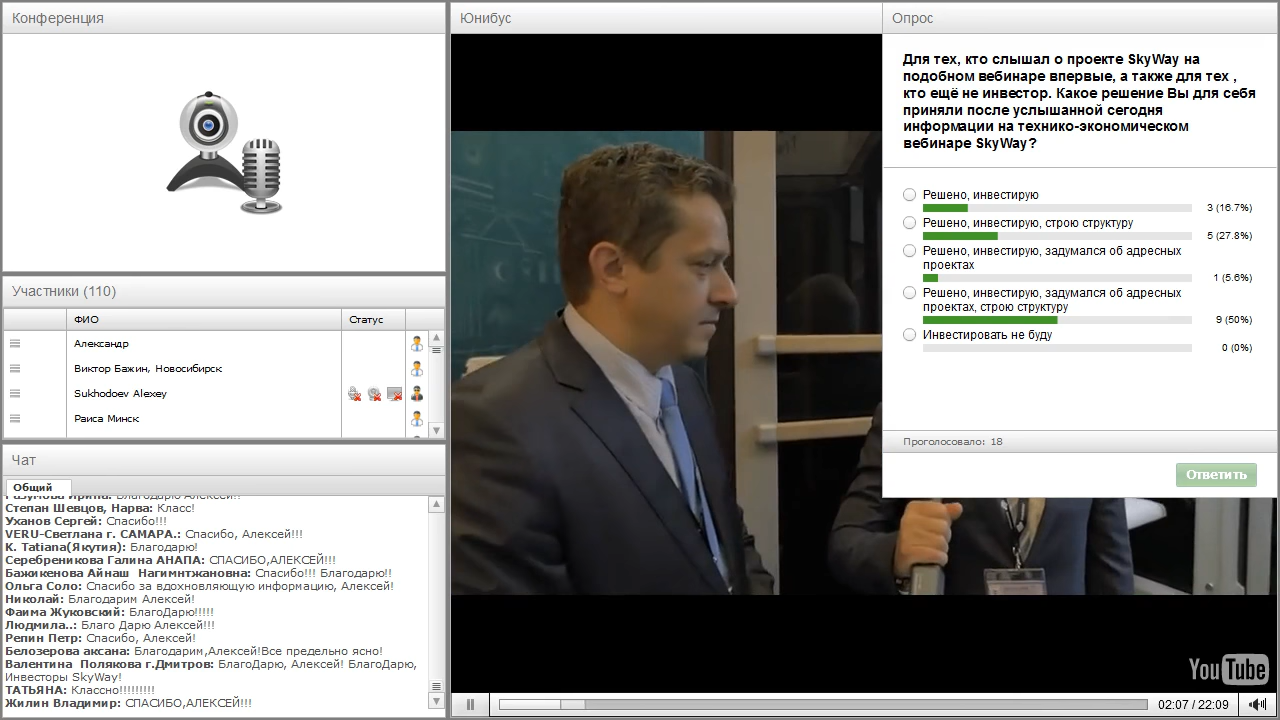 Конференция
Юнибус
Опрос
Для тех, кто слышал о проекте SkyWay на
подобном вебинаре впервые, а также для тех ,
кто ещё не инвестор. Какое решение Вы для себя
приняли после услышанной сегодня
информации на технико-экономическом
вебинаре SkyWay?
Решено, инвестирую
3 (16.7%)
Решено, инвестирую, строю структуру
5 (27.8%)
Решено, инвестирую, задумался об адресных
проектах
1 (5.6%)
Решено, инвестирую, задумался об адресных
проектах, строю структуру
9 (50%)
Инвестировать не буду
0 (0%)
Проголосовало: 18
Ответить
Участники (110)
ФИО
Статус
Александр
Виктор Бажин, Новосибирск
Sukhodoev Alexey
Раиса Минск
Чат
Общий
Разумова Ирина: Благодарю Алексей!!
Степан Шевцов, Нарва: Класс!
Уханов Сергей: Спасибо!!!
VERU-Светлана г. САМАРА.: Спасибо, Алексей!!!
K. Tatiana(Якутия): Благодарю!
Серебреникова Галина АНАПА: СПАСИБО,АЛЕКСЕЙ!!!
Бажикенова Айнаш Нагимнтжановна: Спасибо!!! Благодарю!!
Ольга Соло: Спасибо за вдохновляющую информацию, Алексей!
Николай: Благодарим Алексей!
Фаима Жуковский: БлагоДарю!!!!!
Людмила..: Благо Дарю Алексей!!!
Репин Петр: Спасибо, Алексей!
Белозерова аксана: Благодарим,Алексей!Все предельно ясно!
Валентина Полякова г.Дмитров: БлагоДарю, Алексей! БлагоДарю,
Инвесторы SkyWay!
ТАТЬЯНА: Классно!!!!!!!!!
Жилин Владимир: СПАСИБО,АЛЕКСЕЙ!!!
YouTube
02:07 / 22:09